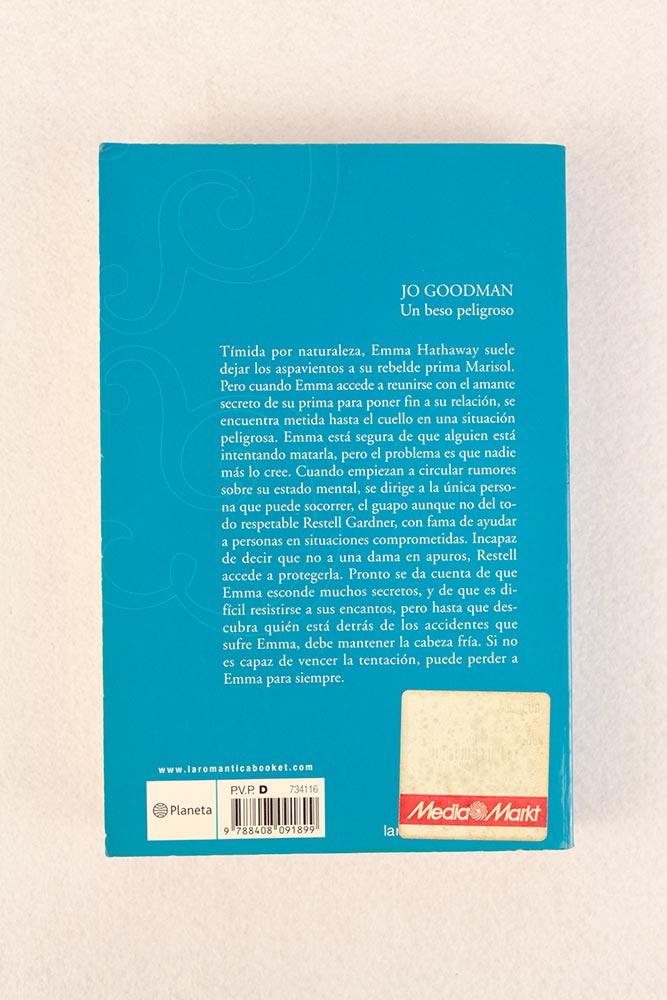 JO GOODMAN
Un beso peligroso
Tímida por naturaleza, Emma Hathaway suele
dejar los aspavientos a su rebelde prima Marisol.
Pero cuando Emma accede a reunirse con el amante
secreto de su prima para poner fin a su relación, se
encuentra metida hasta el cuello en una situación
peligrosa. Emma está segura de que alguien está
intentando matarla, pero el problema es que nadie
más lo cree. Cuando empiezan a circular rumores
sobre su estado mental, se dirige a la única perso-
na que puede socorrer, el guapo aunque no del to-
do respetable Restell Gardner, con fama de ayudar
a personas en situaciones comprometidas. Incapaz
de decir que no a una dama en apuros, Restell
accede a protegerla. Pronto se da cuenta de que
Emma esconde muchos secretos, y de que es di-
fícil resistirse a sus encantos, pero hasta que des-
cubra quién está detrás de los accidentes que
sufre Emma, debe mantener la cabeza fría. Si no
es capaz de vencer la tentación, puede perder a
Emma para siempre.
www.laromanticabooket.com
Planeta
P.V.P. D 734116
9 788408 091899
Media Markt